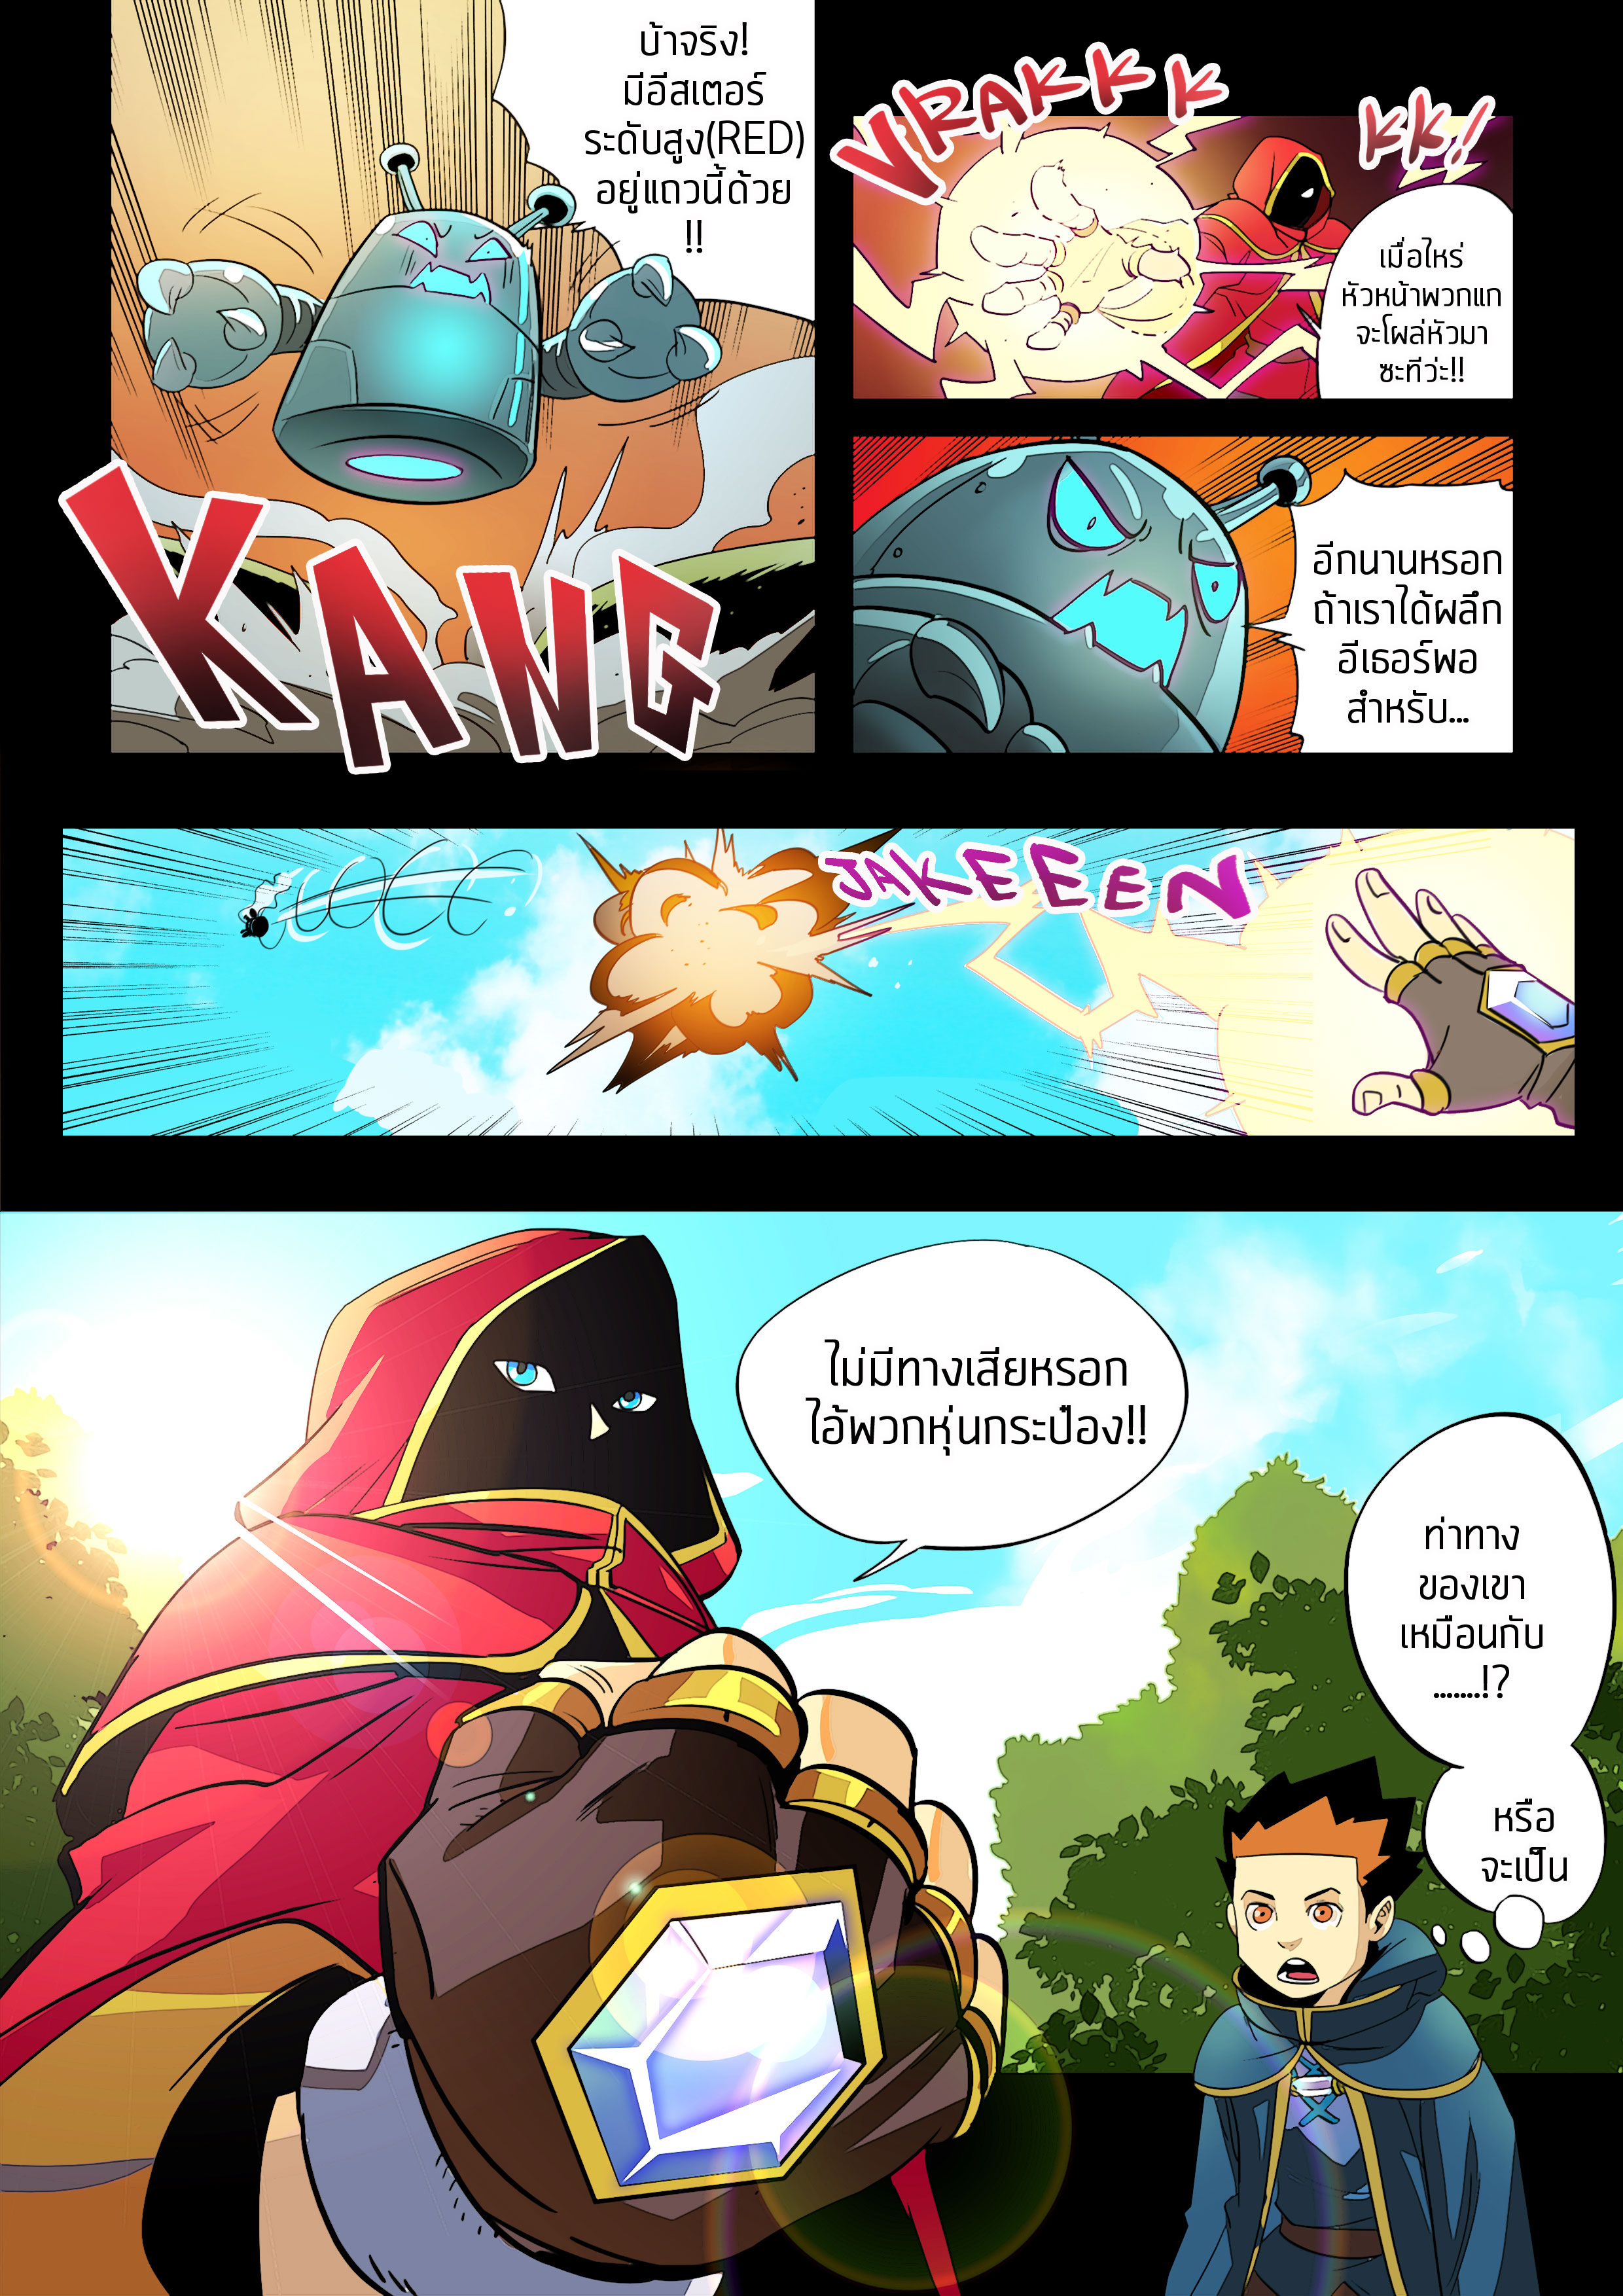 บ้าจริง!
มีอีสเตอร์
ระดับสูง(RED)
อยู่แถวนี้ด้วย
!!
KANG
VRAKKK
KK!
เมื่อไหร่
หัวหน้าพวกแก
จะโผล่หัวมา
ซะทีว่ะ!!
อีกนานหรอก
ถ้าเราได้ผลึก
อีเธอร์พอ
สำหรับ...
JAKEEEN
ไม่มีทางเสียหรอก
ไอ้พวกหุ่นกระป๋อง!!
ท่าทาง
ของเขา
เหมือนกับ
........!?
หรือ
จะเป็น